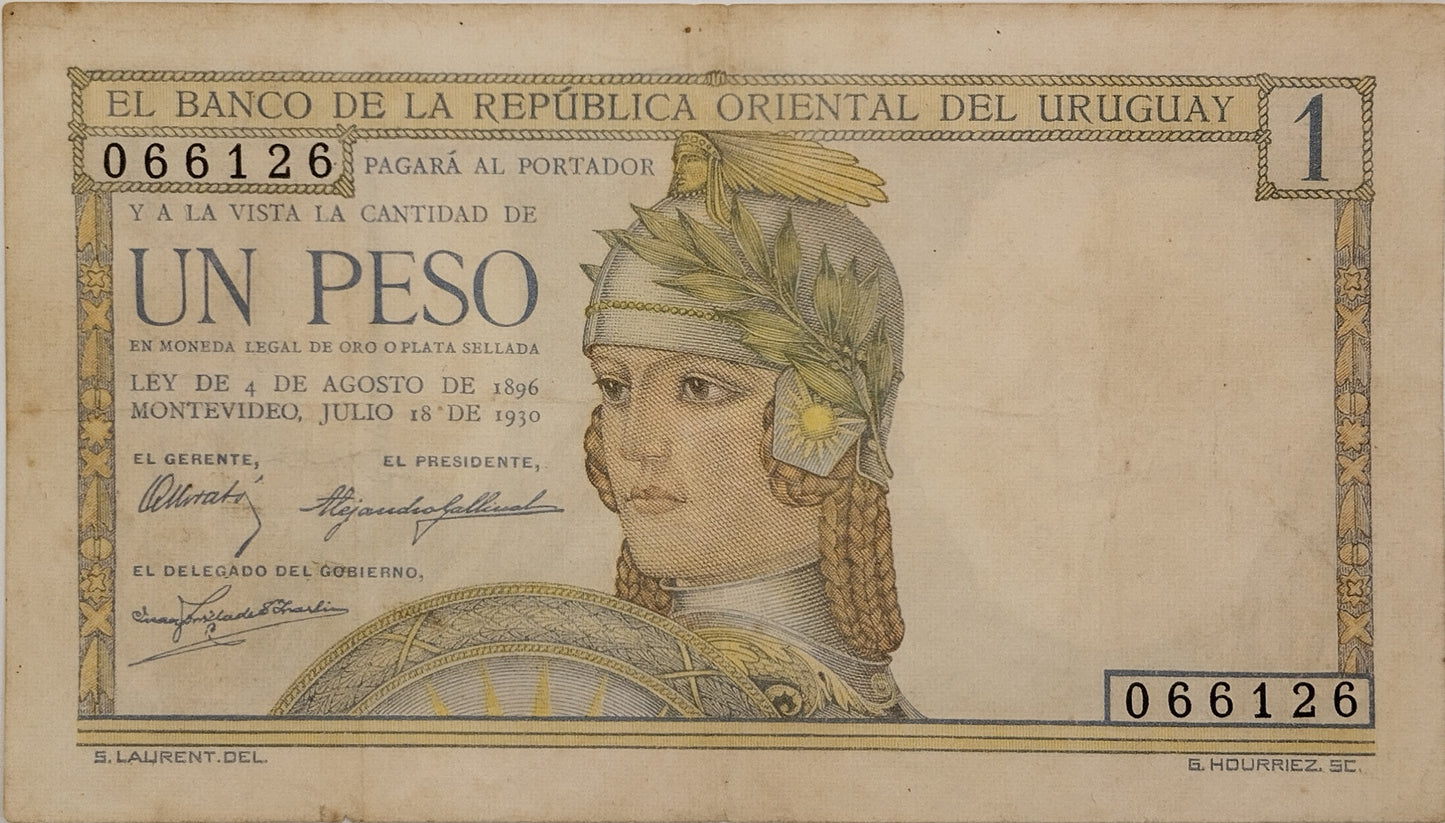 EL BANCO DE LA REPÚBLICA ORIENTAL DEL URUGUAY
1
066126
PAGARÁ AL PORTADOR
Y A LA VISTA LA CANTIDAD DE
UN PESO
EN MONEDA LEGAL DE ORO O PLATA SELLADA
LEY DE 4 DE AGOSTO DE 1896
MONTEVIDEO, JULIO 18 DE 1930
EL GERENTE, EL PRESIDENTE,
Alejandro Gallinal
EL DELEGADO DEL GOBIERNO,
066126
S. LAURENT. DEL. G. HOURRIEZ. SC.